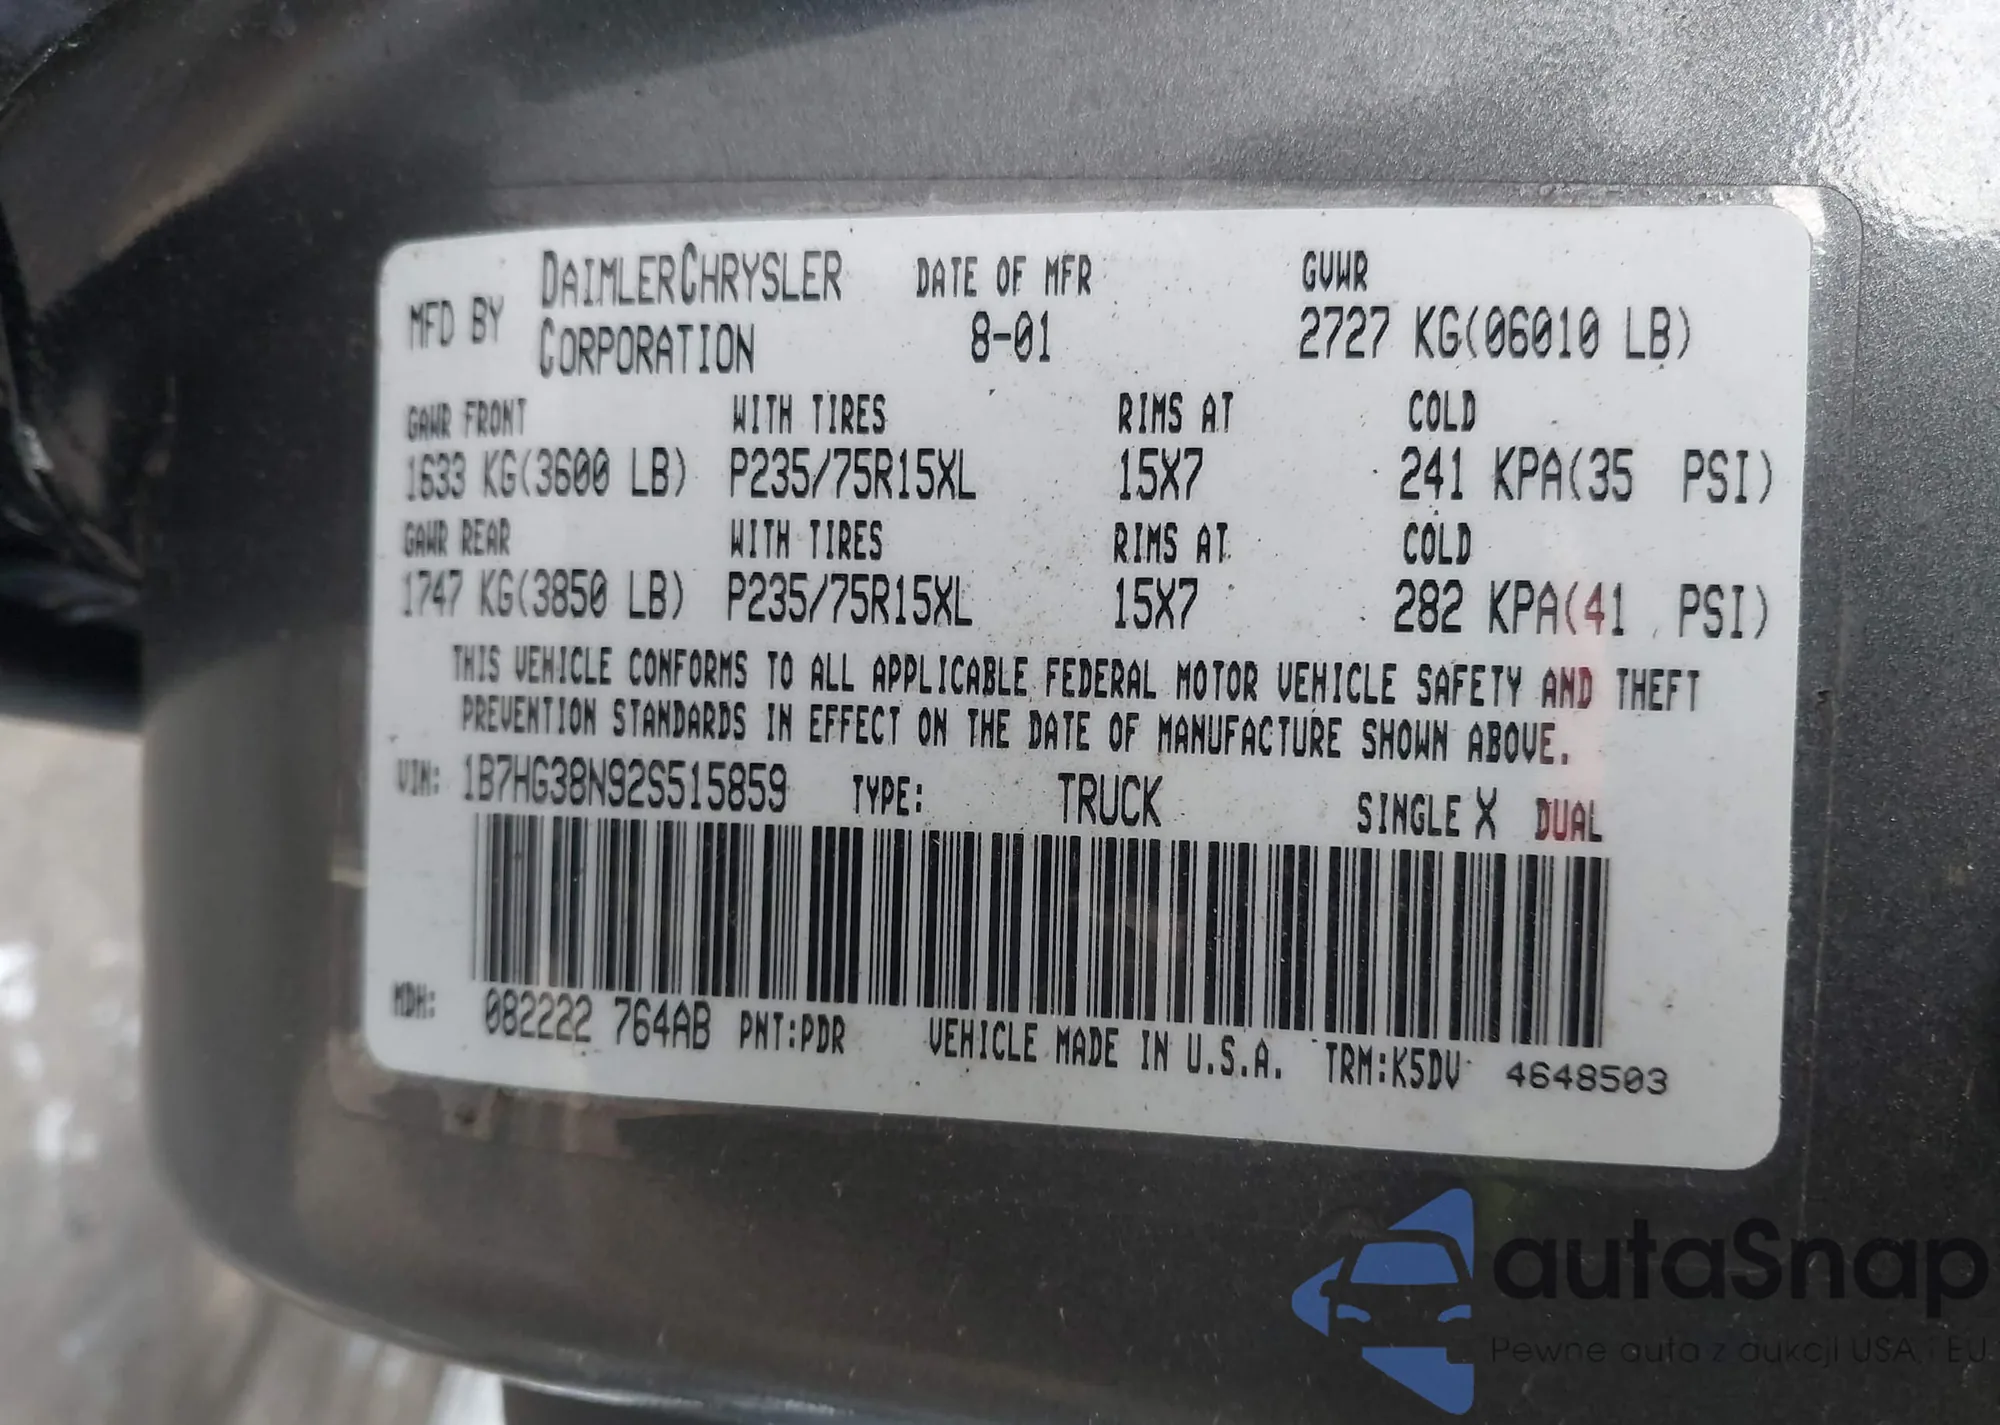 MFD BY DAIMLERCHRYSLER CORPORATION DATE OF MFR 8-01 GVWR 2727 KG(06010 LB)
GAWR FRONT WITH TIRES RIMS AT COLD
1633 KG(3600 LB) P235/75R15XL 15X7 241 KPA(35 PSI)
GAWR REAR WITH TIRES RIMS AT COLD
1747 KG(3850 LB) P235/75R15XL 15X7 282 KPA(41 PSI)
THIS VEHICLE CONFORMS TO ALL APPLICABLE FEDERAL MOTOR VEHICLE SAFETY AND THEFT
PREVENTION STANDARDS IN EFFECT ON THE DATE OF MANUFACTURE SHOWN ABOVE.
VIN: 1B7HG38N92S515859 TYPE: TRUCK SINGLE X DUAL
MDH: 082222 764AB PNT:PDR VEHICLE MADE IN U.S.A. TRM:K5DV 4648503
autaSnap
Pewne auta z aukcji USA i EU